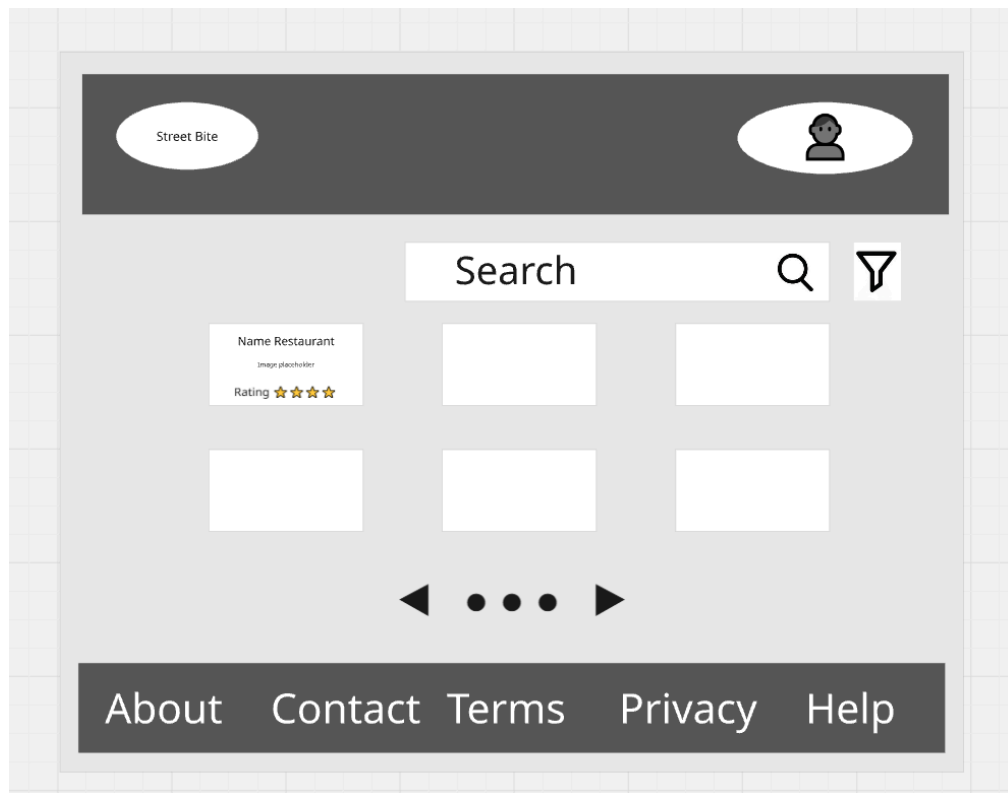 Street Bite
Search
Name Restaurant
Image placeholder
Rating
About Contact Terms Privacy Help